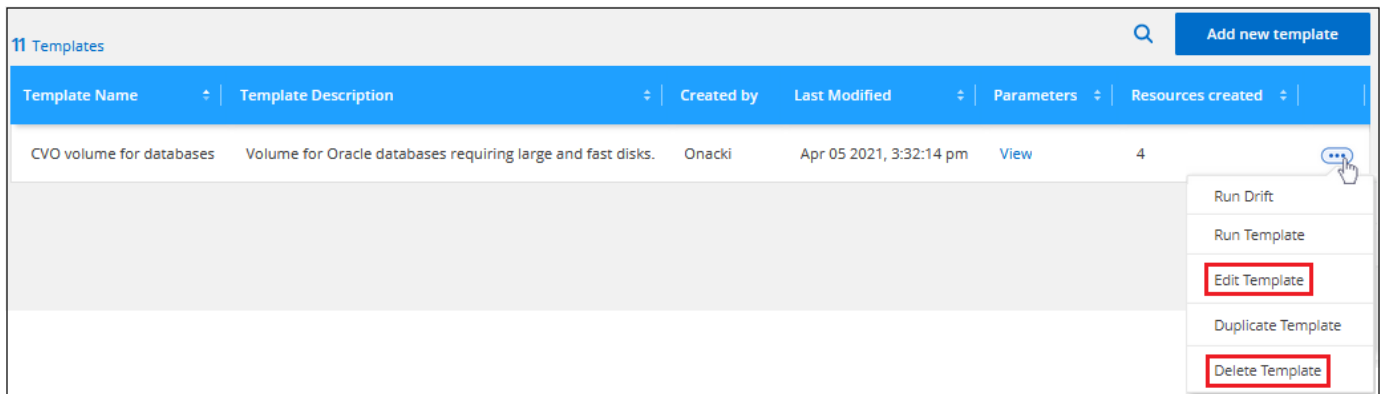 11 Templates
Add new template
Template Name Template Description Created by Last Modified Parameters Resources created
CVO volume for databases Volume for Oracle databases requiring large and fast disks. Onacki Apr 05 2021, 3:32:14 pm View 4
Run Drift
Run Template
Edit Template
Duplicate Template
Delete Template